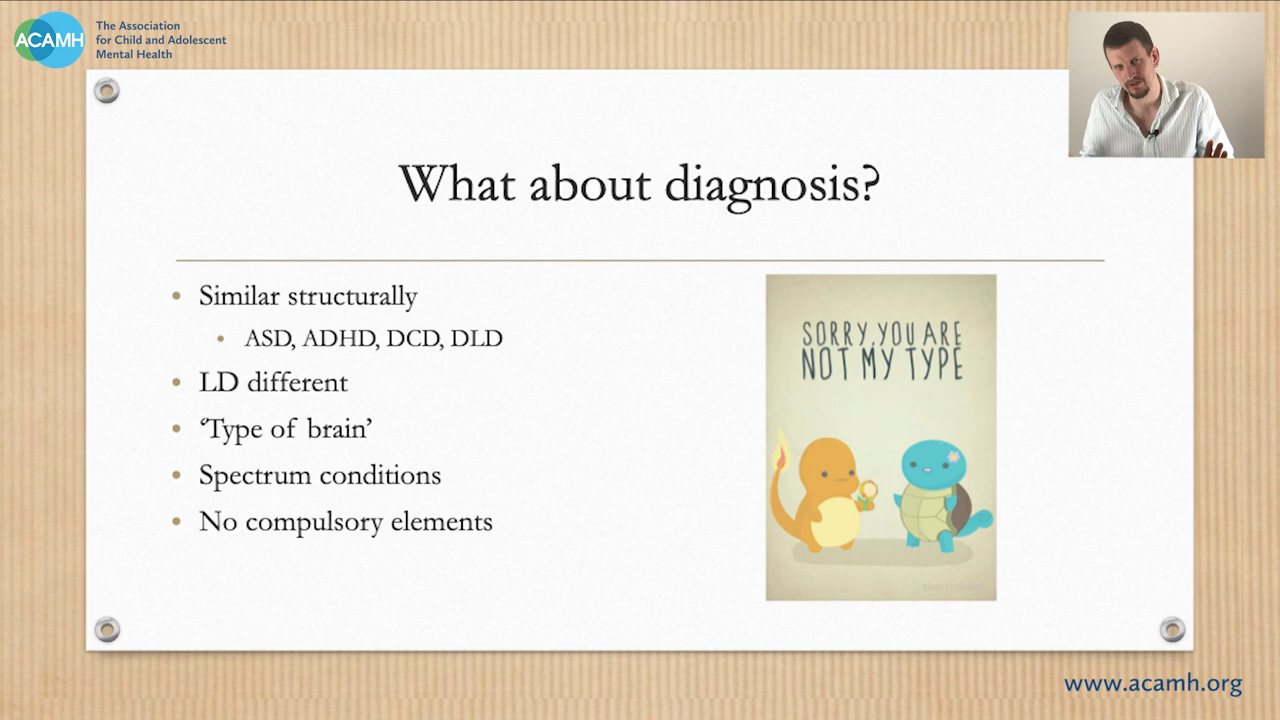 ACAMH
The Association
for Child and Adolescent
Mental Health
What about diagnosis?
• Similar structurally
• ASD, ADHD, DCD, DLD
• LD different
• ‘Type of brain’
• Spectrum conditions
• No compulsory elements
SORRY, YOU ARE
NOT MY TYPE
www.acamh.org